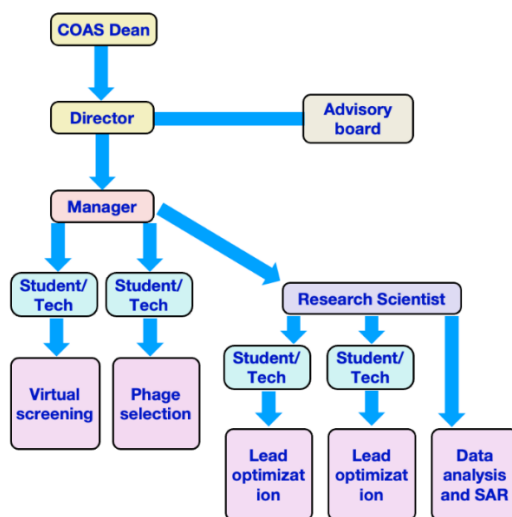 COAS Dean
Director
Advisory
board
Manager
Student/
Tech
Student/
Tech
Research Scientist
Virtual
screening
Phage
selection
Student/
Tech
Student/
Tech
Lead
optimizat
ion
Lead
optimizat
ion
Data
analysis
and SAR